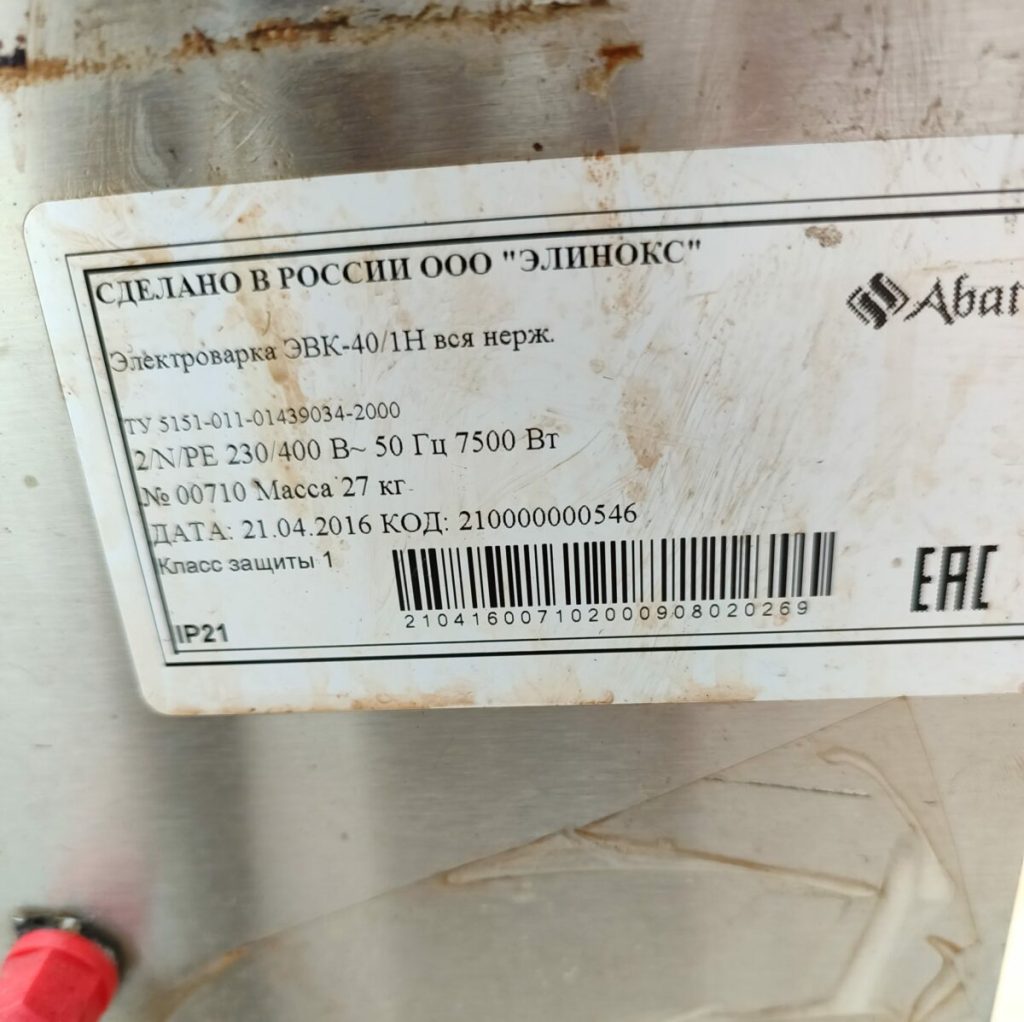 СДЕЛАНО В РОССИИ ООО "ЭЛИНОКС"
Abat
Электроварка ЭВК-40/1Н вся нерж.
ТУ 5151-011-01439034-2000
2/N/PE 230/400 В~ 50 Гц 7500 Вт
№ 00710 Масса 27 кг
ДАТА: 21.04.2016 КОД: 210000000546
Класс защиты 1
210416007102000908020269
EAC
IP21